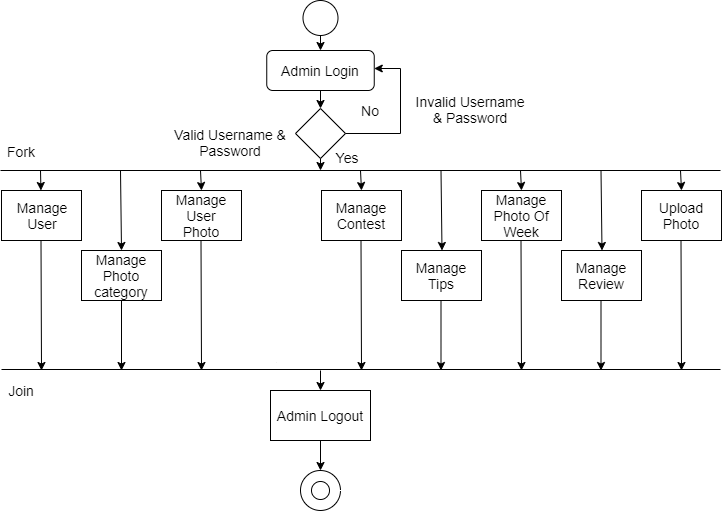 Admin Login
No
Invalid Username
& Password
Valid Username &
Password
Yes
Fork
Manage
User
Manage
Photo
category
Manage
User
Photo
Manage
Contest
Manage
Tips
Manage
Photo Of
Week
Manage
Review
Upload
Photo
Join
Admin Logout